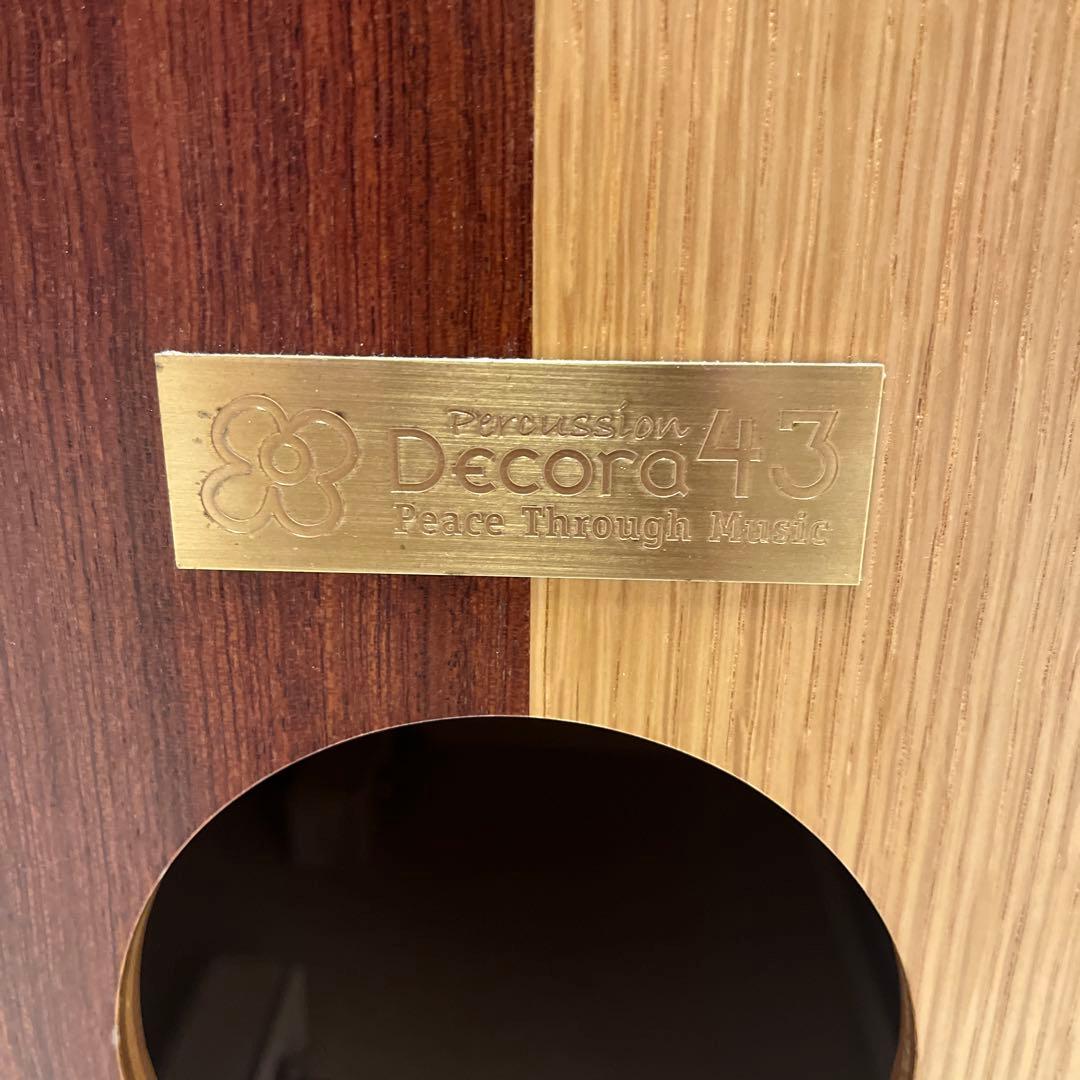 Percussion
Decora43
Peace Through Music